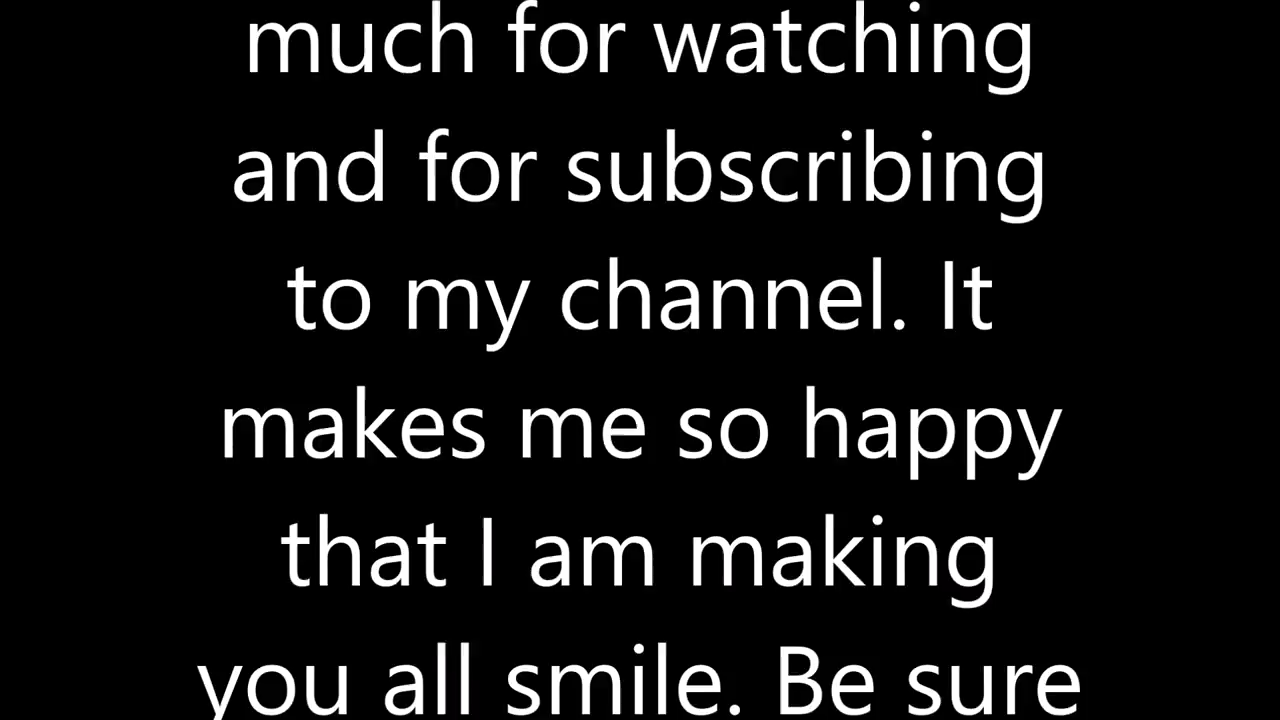 much for watching
and for subscribing
to my channel. It
makes me so happy
that I am making
you all smile. Be sure